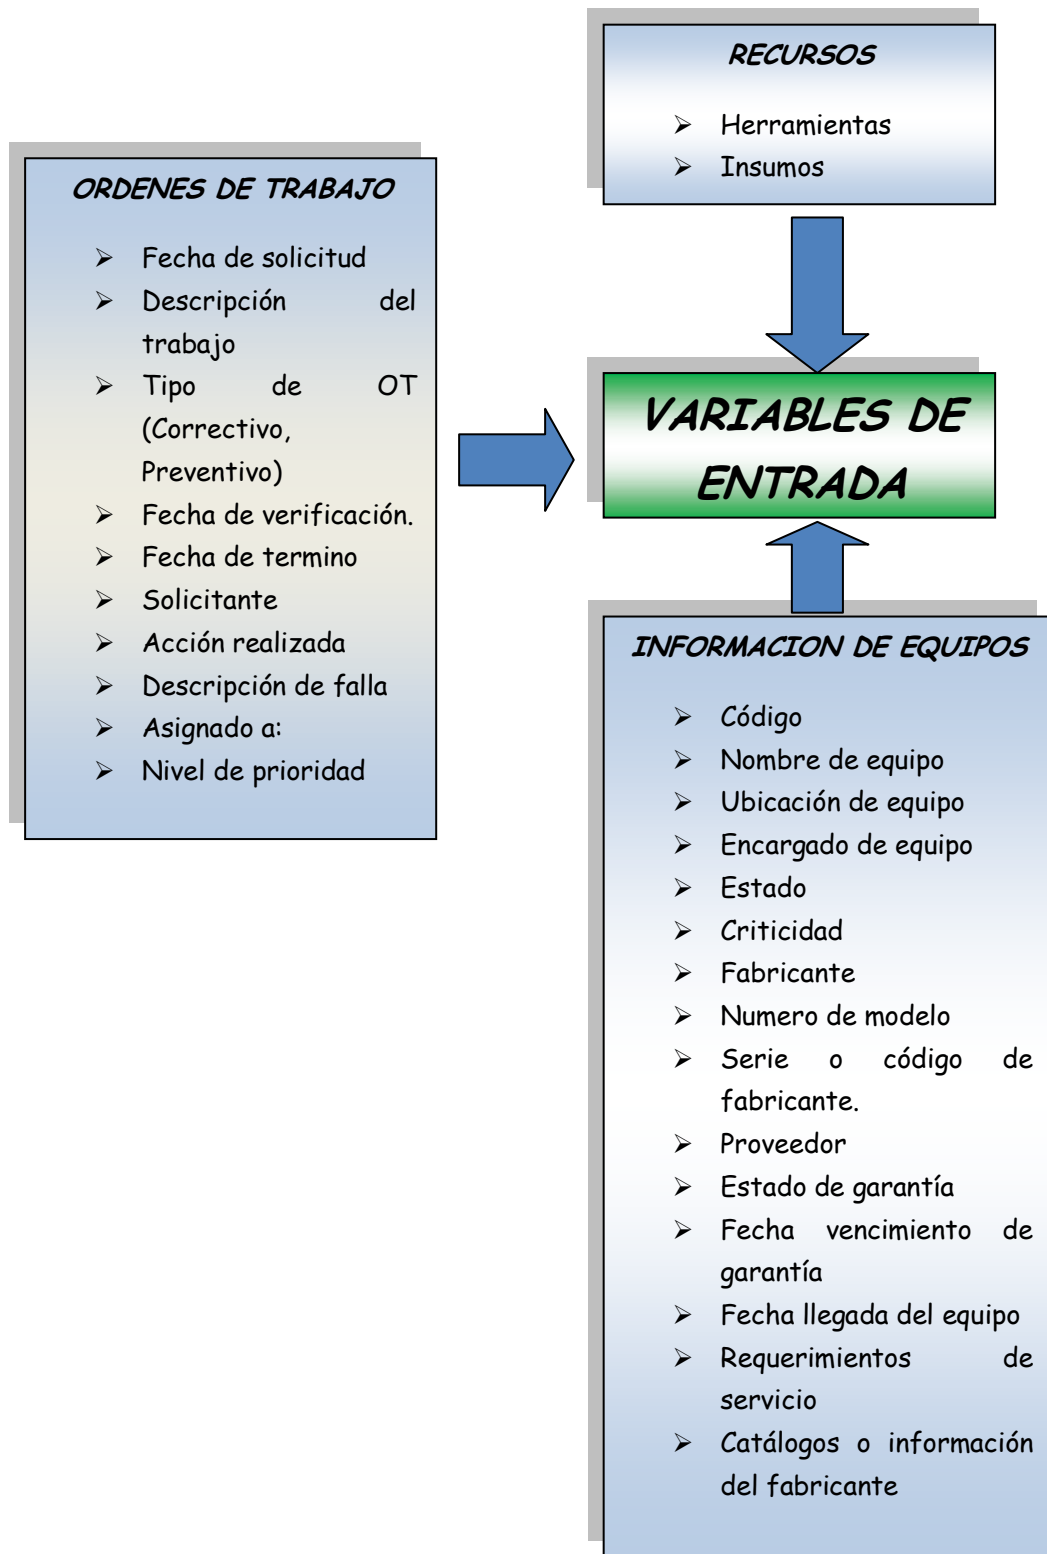 RECURSOS
➢ Herramientas
➢ Insumos
ORDENES DE TRABAJO
➢ Fecha de solicitud
➢ Descripción del
trabajo
➢ Tipo de OT
(Correctivo,
Preventivo)
➢ Fecha de verificación.
➢ Fecha de termino
➢ Solicitante
➢ Acción realizada
➢ Descripción de falla
➢ Asignado a:
➢ Nivel de prioridad
VARIABLES DE
ENTRADA
INFORMACION DE EQUIPOS
➢ Código
➢ Nombre de equipo
➢ Ubicación de equipo
➢ Encargado de equipo
➢ Estado
➢ Criticidad
➢ Fabricante
➢ Numero de modelo
➢ Serie o código de
fabricante.
➢ Proveedor
➢ Estado de garantía
➢ Fecha vencimiento de
garantía
➢ Fecha llegada del equipo
➢ Requerimientos de
servicio
➢ Catálogos o información
del fabricante